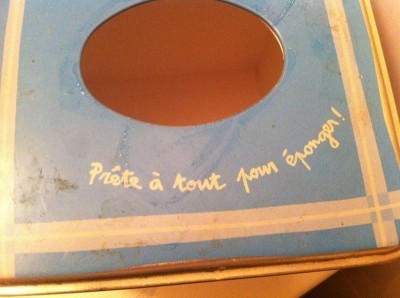 Prête à tout pour éponger!